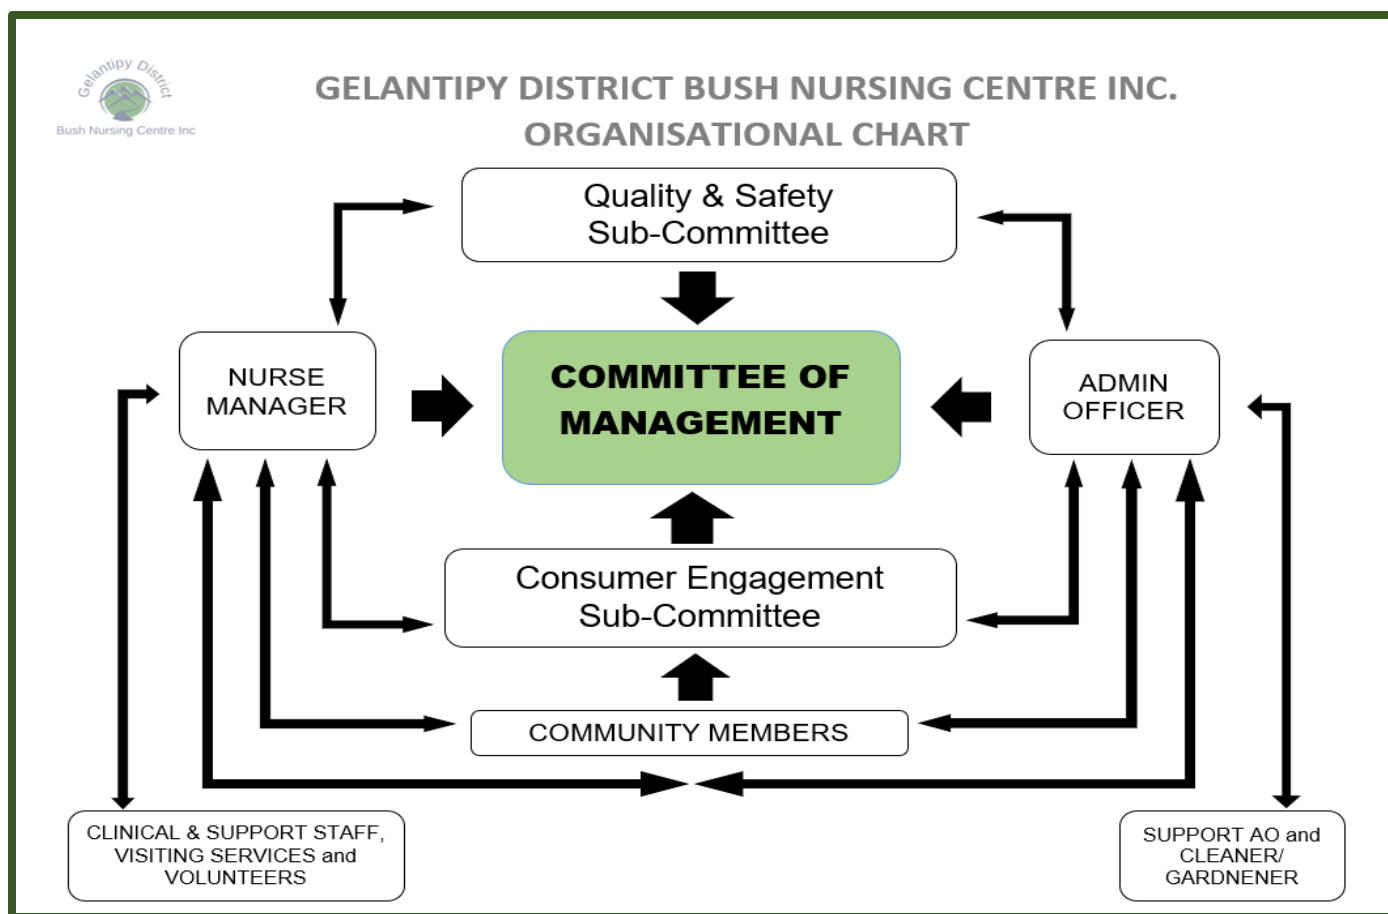 Gelantipy District
Bush Nursing Centre Inc
GELANTIPY DISTRICT BUSH NURSING CENTRE INC.
ORGANISATIONAL CHART
Quality & Safety
Sub-Committee
NURSE
MANAGER
COMMITTEE OF
MANAGEMENT
ADMIN
OFFICER
Consumer Engagement
Sub-Committee
COMMUNITY MEMBERS
CLINICAL & SUPPORT STAFF,
VISITING SERVICES and
VOLUNTEERS
SUPPORT AO and
CLEANER/
GARDNENER